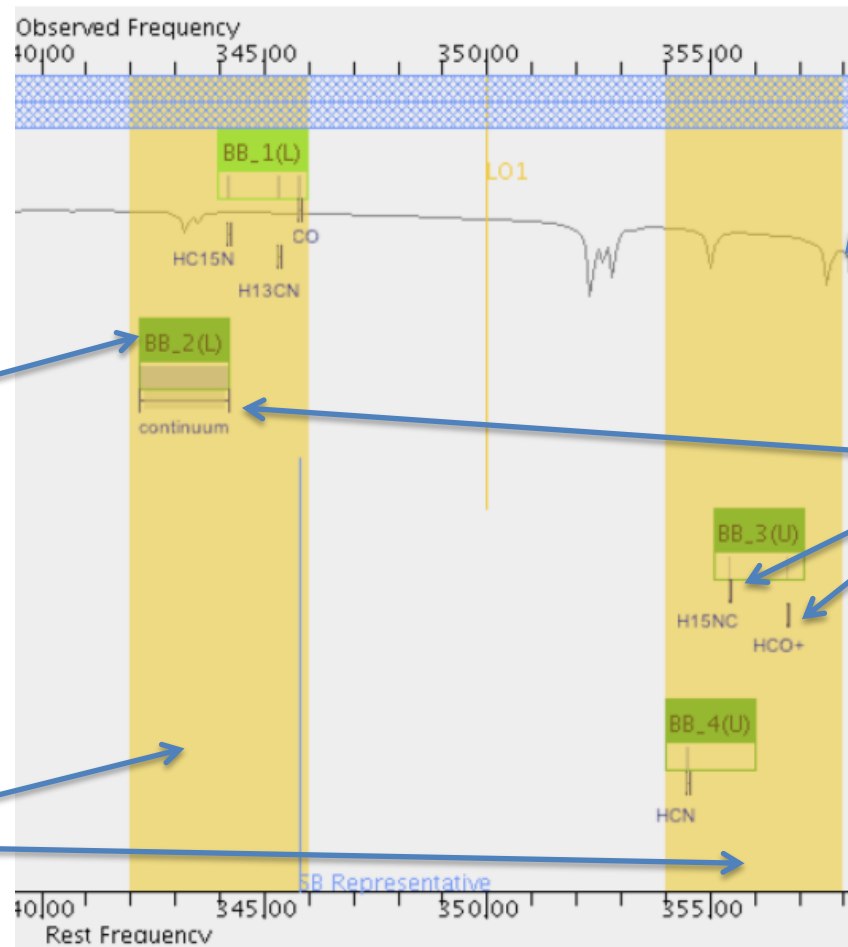 Observed Frequency
40|00 345|00 350|00 355|00
BB_1(L)
LO1
CO
HC15N
H13CN
BB_2(L)
continuum
BB_3(U)
H15NC
HCO+
BB_4(U)
HCN
SB Representative
40|00 345|00 350|00 355|00
Rest Frequency